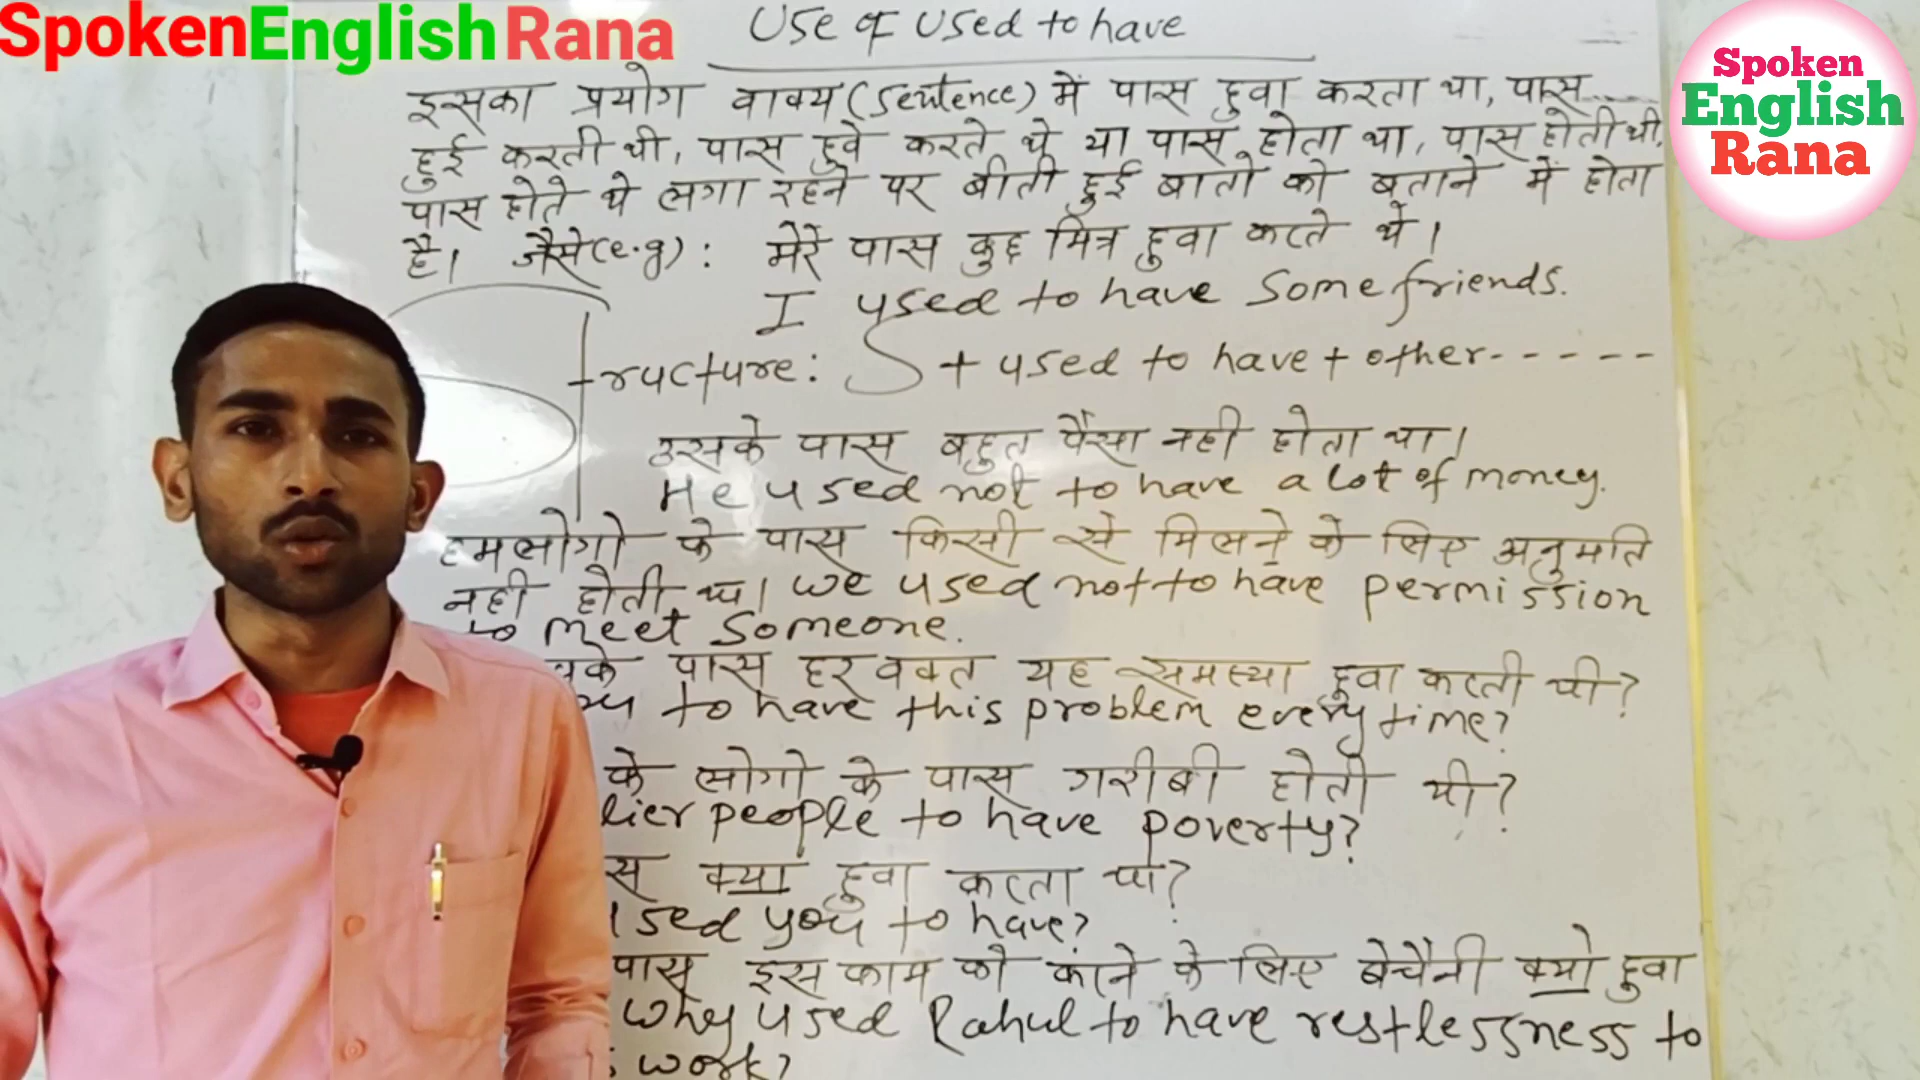 SpokenEnglishRana
Spoken
English
Rana
Use of used to have
इसका प्रयोग वाक्य (Sentence) में पास हुवा करता था, पास
हुई करती थी, पास हुवे करते थे या पास होता था, पास होती थी,
पास होते थे लगा रहने पर बीती हुई बातो को बताने में होता
है। जैसे(e.g): मेरे पास कुछ मित्र हुवा करते थे।
I used to have Some friends.
tructure: S + used to have + other-----
उसके पास बहुत पैसा नही होता था।
He used not to have a lot of money.
हमलोगो के पास किसी से मिलने के लिए अनुमति
नही होती था। we used not to have permission
to meet someone.
के पास हर वक्त यह समस्या हुवा करती थी?
to have this problem every time?
के लोगो के पास गरीबी होती थी?
lier people to have poverty?
स क्या हुवा करता था?
sed you to have?
पास इस काम को करने के लिए बेचैनी क्यो हुवा
why used Rahul to have restlessness to
work?